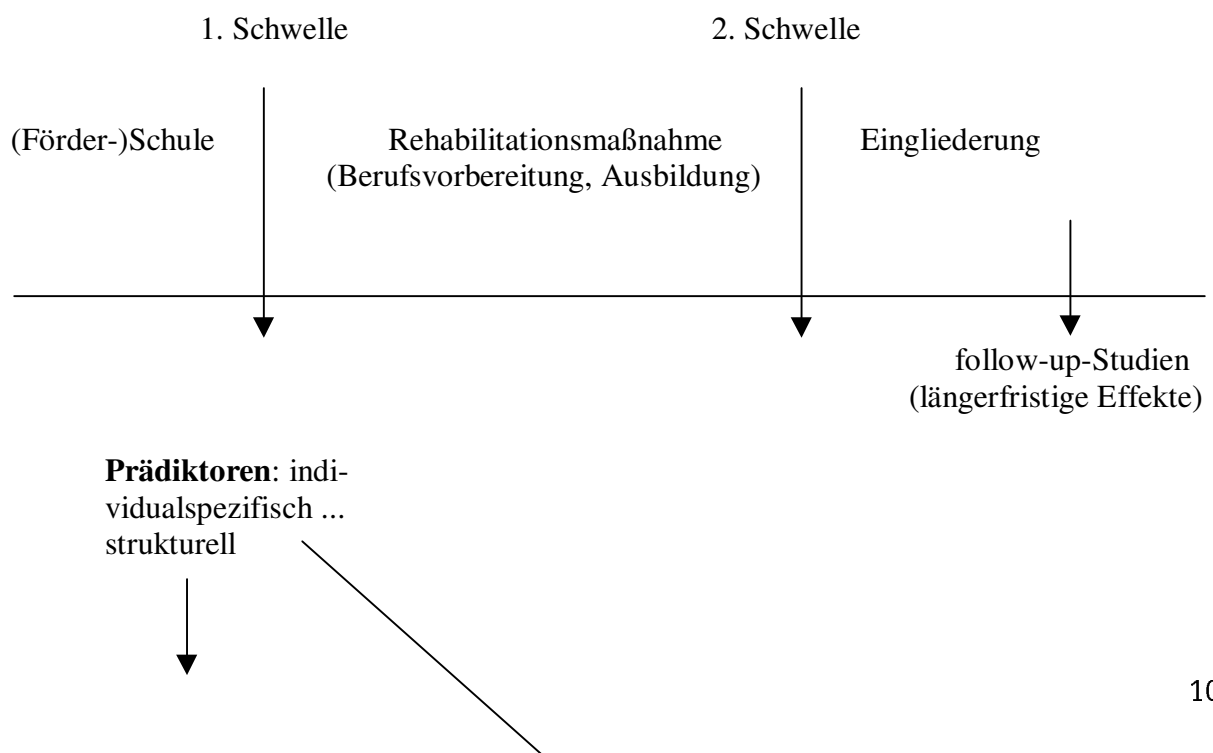 1. Schwelle
2. Schwelle
(Förder-)Schule
Rehabilitationsmaßnahme
(Berufsvorbereitung, Ausbildung)
Eingliederung
follow-up-Studien
(längerfristige Effekte)
Prädiktoren: indi-
vidualspezifisch ...
strukturell
10